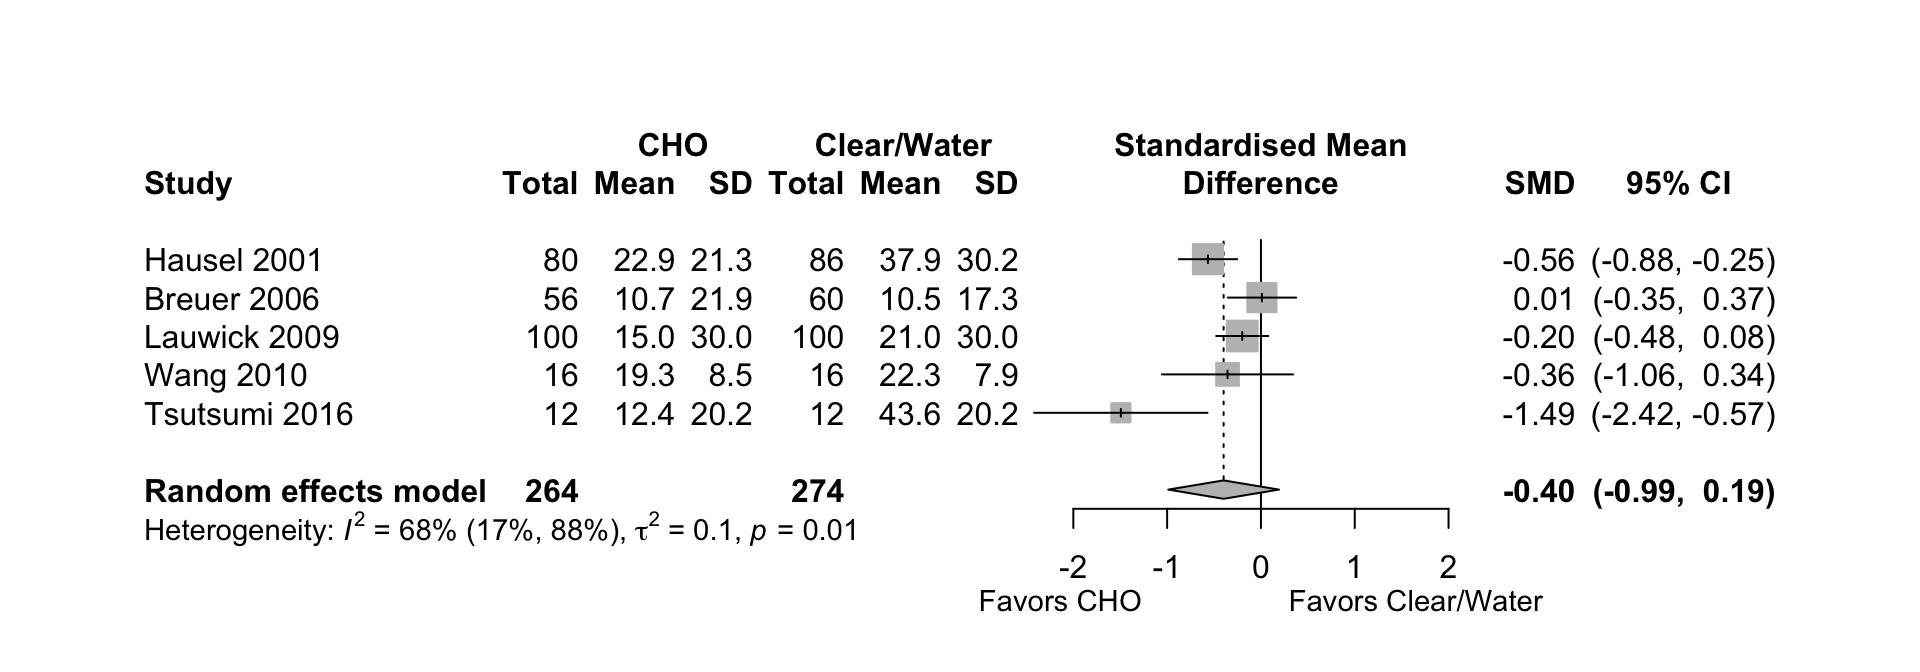 CHO Clear/Water Standardised Mean
Study Total Mean SD Total Mean SD Difference SMD 95% CI
Hausel 2001 80 22.9 21.3 86 37.9 30.2 -0.56 (-0.88, -0.25)
Breuer 2006 56 10.7 21.9 60 10.5 17.3 0.01 (-0.35, 0.37)
Lauwick 2009 100 15.0 30.0 100 21.0 30.0 -0.20 (-0.48, 0.08)
Wang 2010 16 19.3 8.5 16 22.3 7.9 -0.36 (-1.06, 0.34)
Tsutsumi 2016 12 12.4 20.2 12 43.6 20.2 -1.49 (-2.42, -0.57)
Random effects model 264 274 -0.40 (-0.99, 0.19)
Heterogeneity: I² = 68% (17%, 88%), τ² = 0.1, p = 0.01
-2 -1 0 1 2
Favors CHO Favors Clear/Water